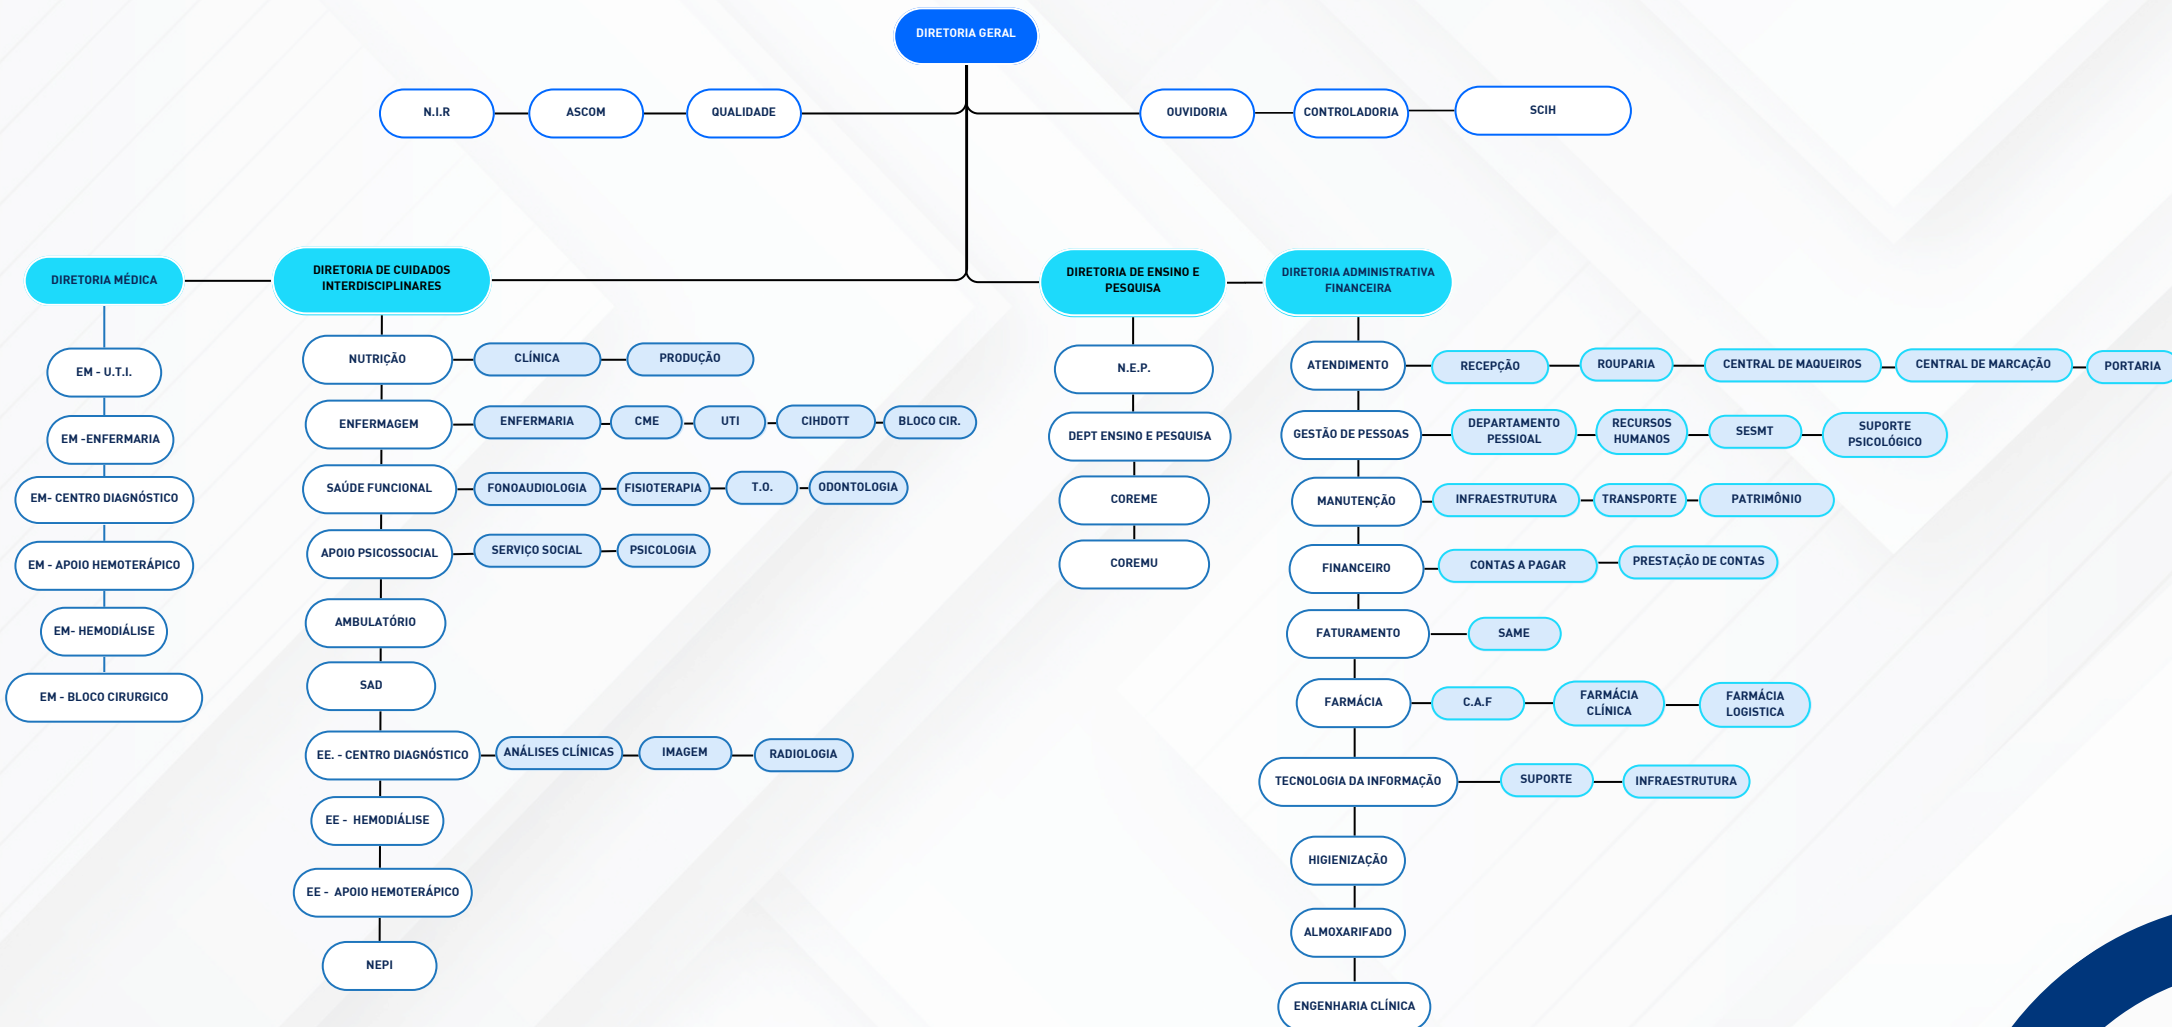 DIRETORIA GERAL
N.I.R
ASCOM
QUALIDADE
OUVIDORIA
CONTROLADORIA
SCIH
DIRETORIA MÉDICA
EM - U.T.I.
EM -ENFERMARIA
EM- CENTRO DIAGNÓSTICO
EM - APOIO HEMOTERÁPICO
EM- HEMODIÁLISE
EM - BLOCO CIRURGICO
DIRETORIA DE CUIDADOS
INTERDISCIPLINARES
NUTRIÇÃO
CLÍNICA
PRODUÇÃO
ENFERMAGEM
ENFERMARIA
CME
UTI
CIHDOTT
BLOCO CIR.
SAÚDE FUNCIONAL
FONOAUDIOLOGIA
FISIOTERAPIA
T.O.
ODONTOLOGIA
APOIO PSICOSSOCIAL
SERVIÇO SOCIAL
PSICOLOGIA
AMBULATÓRIO
SAD
EE. - CENTRO DIAGNÓSTICO
ANÁLISES CLÍNICAS
IMAGEM
RADIOLOGIA
EE - HEMODIÁLISE
EE - APOIO HEMOTERÁPICO
NEPI
DIRETORIA DE ENSINO E
PESQUISA
N.E.P.
DEPT ENSINO E PESQUISA
COREME
COREMU
DIRETORIA ADMINISTRATIVA
FINANCEIRA
ATENDIMENTO
RECEPÇÃO
ROUPARIA
CENTRAL DE MAQUEIROS
CENTRAL DE MARCAÇÃO
PORTARIA
GESTÃO DE PESSOAS
DEPARTAMENTO
PESSIOAL
RECURSOS
HUMANOS
SESMT
SUPORTE
PSICOLÓGICO
MANUTENÇÃO
INFRAESTRUTURA
TRANSPORTE
PATRIMÔNIO
FINANCEIRO
CONTAS A PAGAR
PRESTAÇÃO DE CONTAS
FATURAMENTO
SAME
FARMÁCIA
C.A.F
FARMÁCIA
CLÍNICA
FARMÁCIA
LOGISTICA
TECNOLOGIA DA INFORMAÇÃO
SUPORTE
INFRAESTRUTURA
HIGIENIZAÇÃO
ALMOXARIFADO
ENGENHARIA CLÍNICA